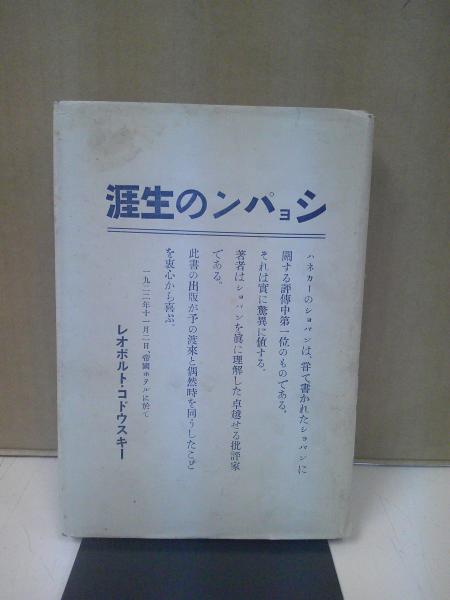 涯生のンパョシ
ハネカーのショパンは、甞て書かれたショパンに
關する評傳中第一位のものである。
それは實に驚異に値する。
著者はショパンを眞に理解した卓越せる批評家
である。
此書の出版が予の渡來と偶然時を同うしたこと
を衷心から喜ぶ。
一九二二年十一月二日、帝國ホテルに於て
レオポルト・コドウスキー